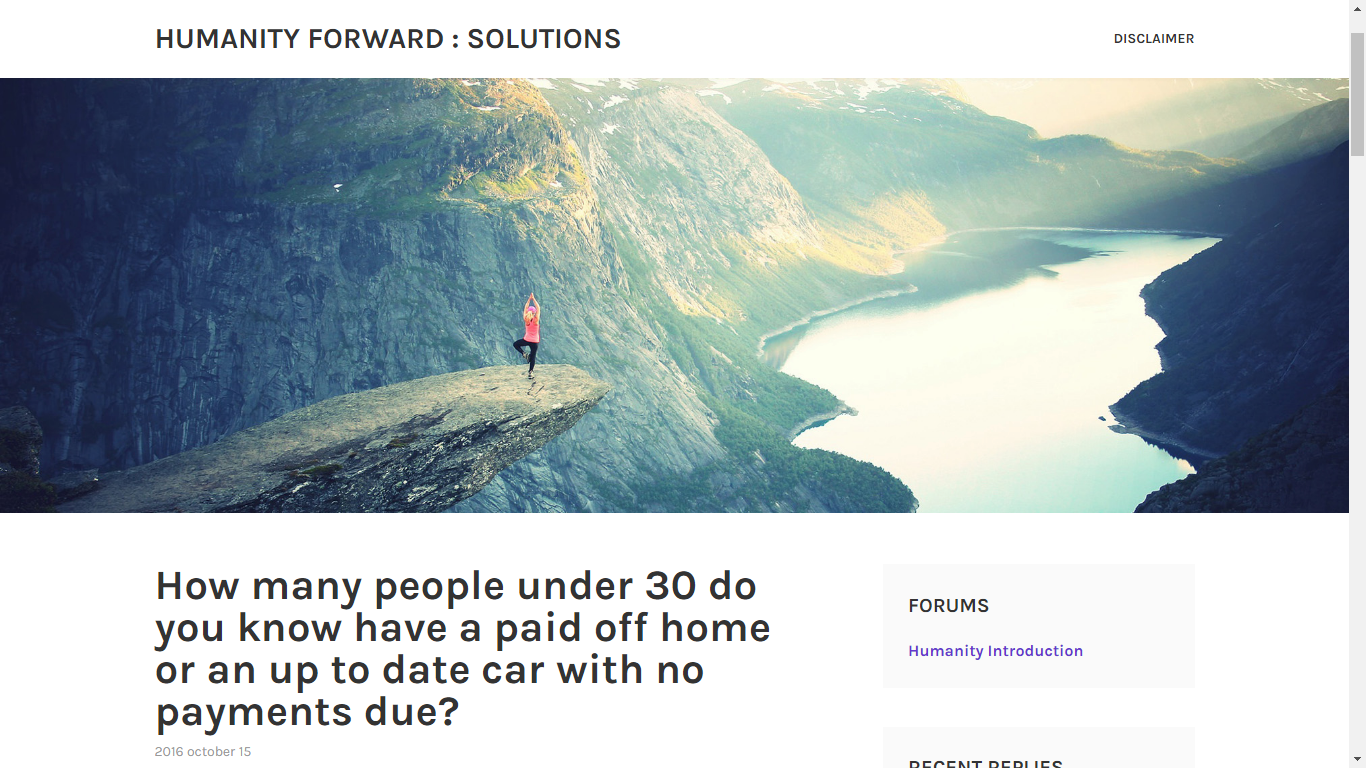 HUMANITY FORWARD : SOLUTIONS
DISCLAIMER
How many people under 30 do
you know have a paid off home
or an up to date car with no
payments due?
2016 october 15
FORUMS
Humanity Introduction
RECENT REPLIES